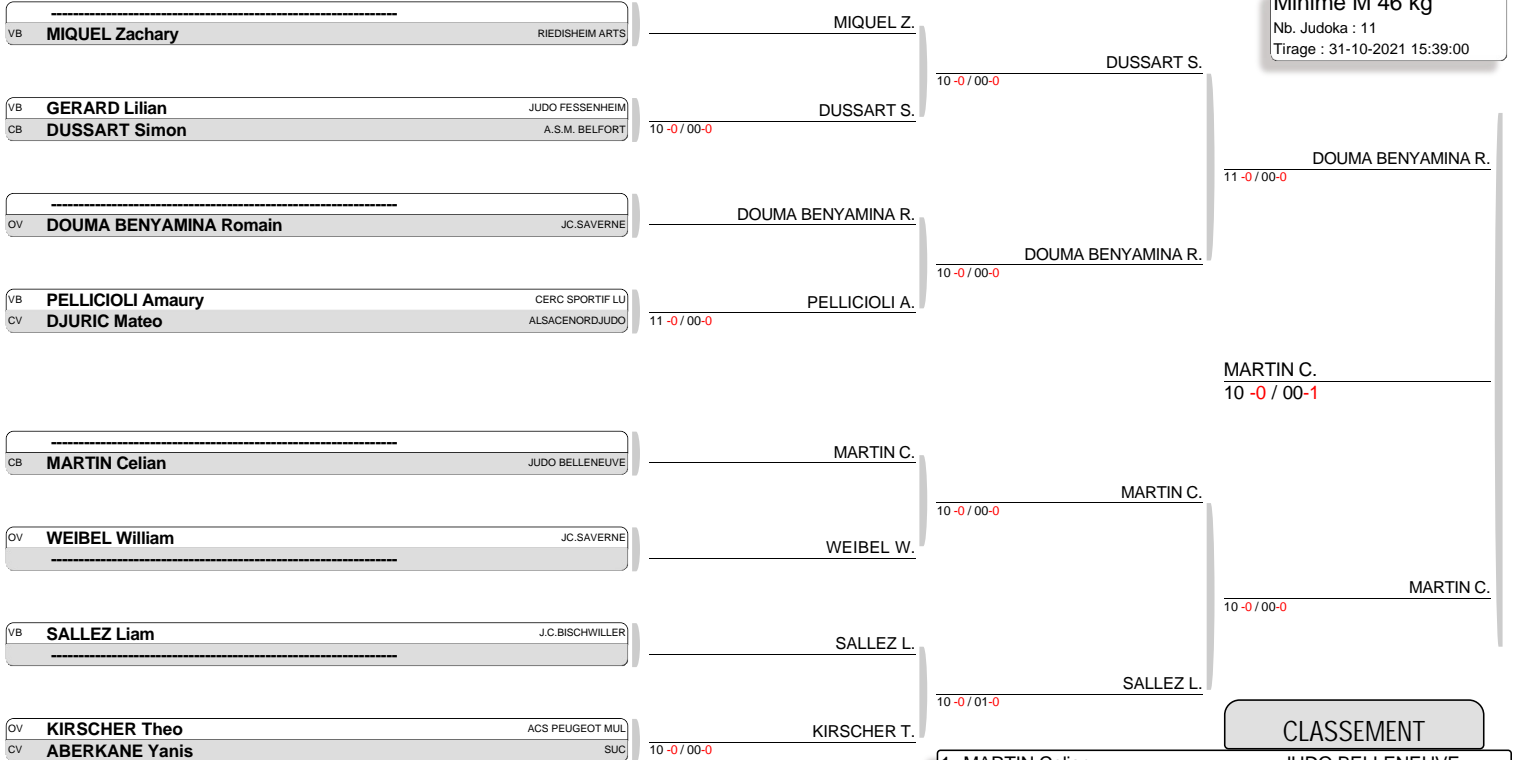 Minime M 46 kg
Nb. Judoka : 11
Tirage : 31-10-2021 15:39:00
----------------------------------------------------------------
VB MIQUEL Zachary RIEDISHEIM ARTS
MIQUEL Z.
DUSSART S.
10 -0 / 00-0
VB GERARD Lilian JUDO FESSENHEIM
CB DUSSART Simon A.S.M. BELFORT
DUSSART S.
10 -0 / 00-0
DOUMA BENYAMINA R.
11 -0 / 00-0
----------------------------------------------------------------
OV DOUMA BENYAMINA Romain JC.SAVERNE
DOUMA BENYAMINA R.
DOUMA BENYAMINA R.
10 -0 / 00-0
VB PELLICIOLI Amaury CERC SPORTIF LU
CV DJURIC Mateo ALSACENORDJUDO
PELLICIOLI A.
11 -0 / 00-0
MARTIN C.
10 -0 / 00-1
----------------------------------------------------------------
CB MARTIN Celian JUDO BELLENEUVE
MARTIN C.
MARTIN C.
10 -0 / 00-0
OV WEIBEL William JC.SAVERNE
----------------------------------------------------------------
WEIBEL W.
MARTIN C.
10 -0 / 00-0
VB SALLEZ Liam J.C.BISCHWILLER
----------------------------------------------------------------
SALLEZ L.
SALLEZ L.
10 -0 / 01-0
OV KIRSCHER Theo ACS PEUGEOT MUL
CV ABERKANE Yanis SUC
KIRSCHER T.
10 -0 / 00-0
CLASSEMENT
1 MARTIN Celian JUDO BELLENEUVE